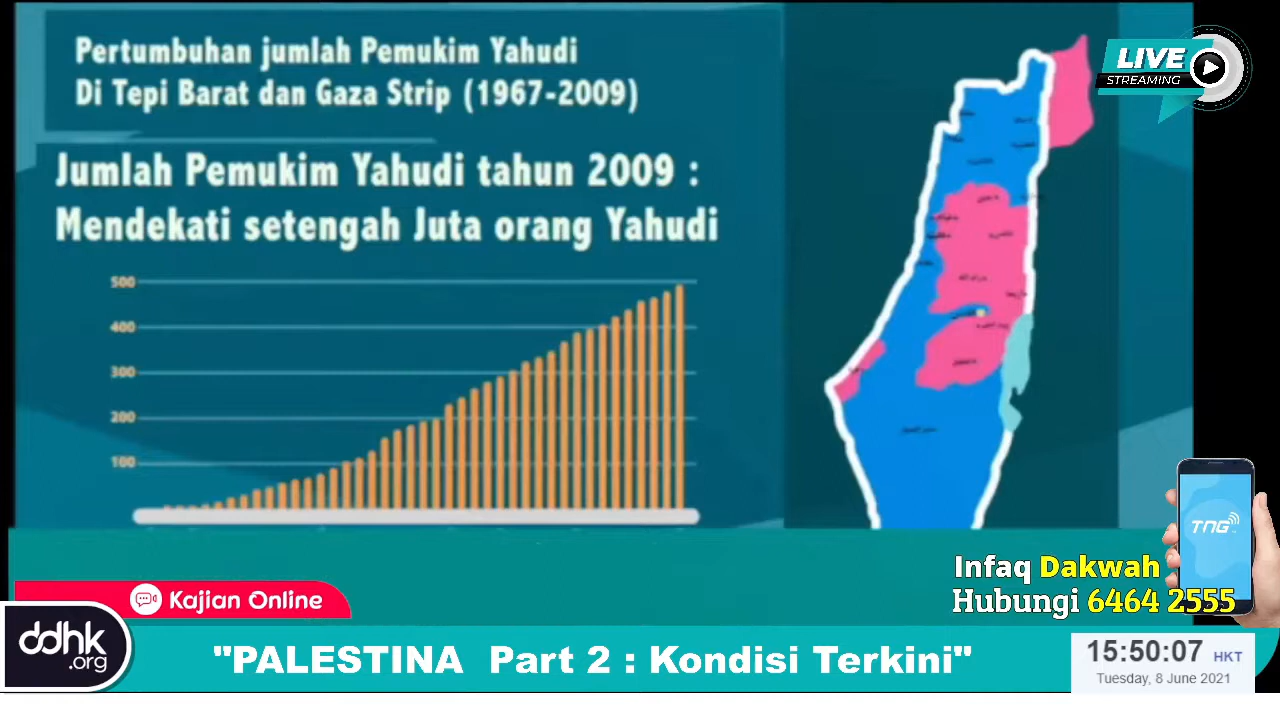 Pertumbuhan jumlah Pemukim Yahudi
Di Tepi Barat dan Gaza Strip (1967-2009)
Jumlah Pemukim Yahudi tahun 2009 :
Mendekati setengah Juta orang Yahudi
500
400
300
200
100
LIVE
STREAMING
TNG
Infaq Dakwah
Hubungi 6464 2555
Kajian Online
ddhk
.org
"PALESTINA Part 2 : Kondisi Terkini"
15:50:07 HKT
Tuesday, 8 June 2021